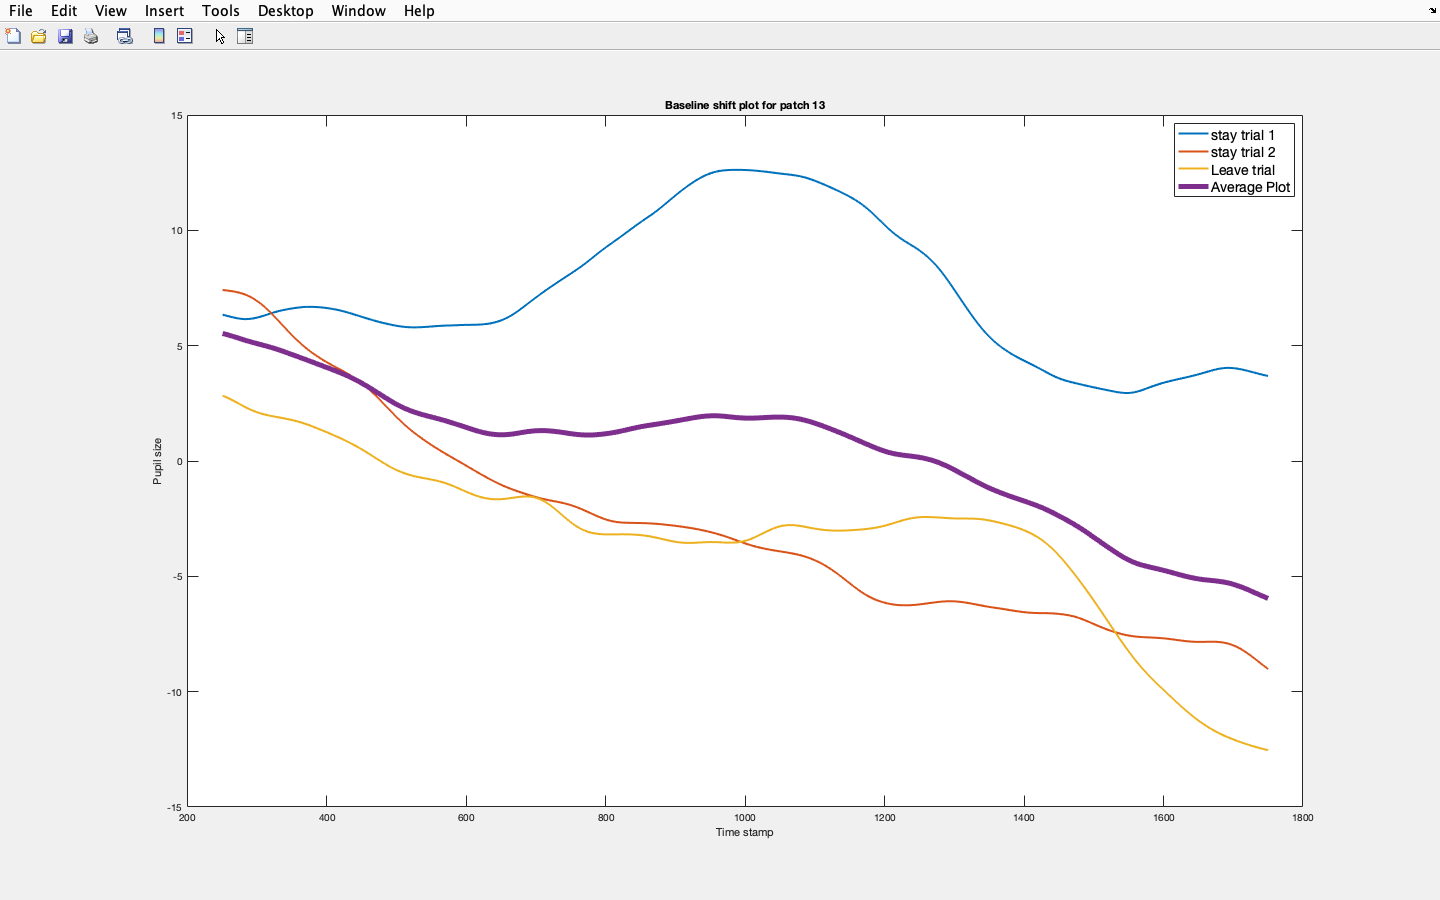 File Edit View Insert Tools Desktop Window Help
Baseline shift plot for patch 13
stay trial 1
stay trial 2
Leave trial
Average Plot
15
10
5
0
-5
-10
-15
Pupil size
200 400 600 800 1000 1200 1400 1600 1800
Time stamp